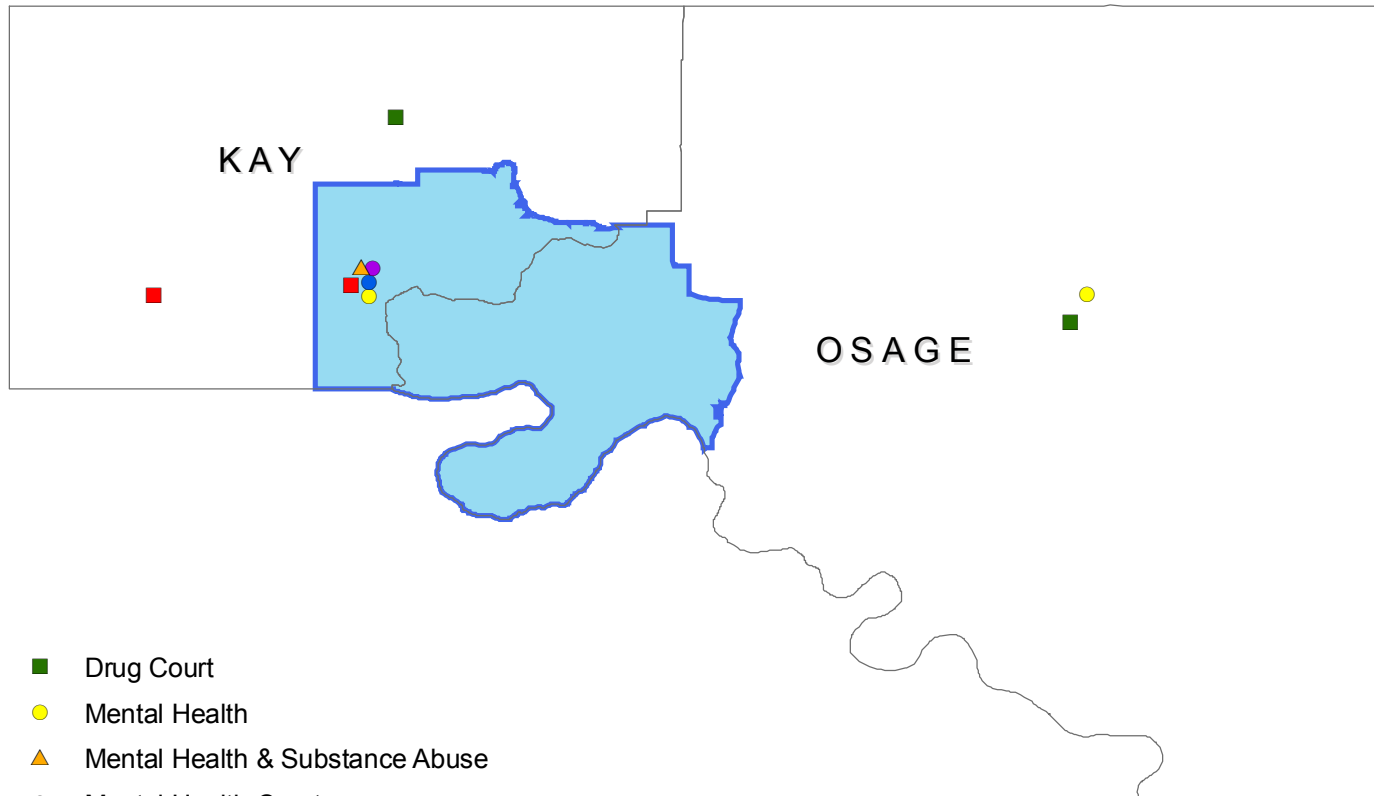 KAY
OSAGE
Drug Court
Mental Health
Mental Health & Substance Abuse